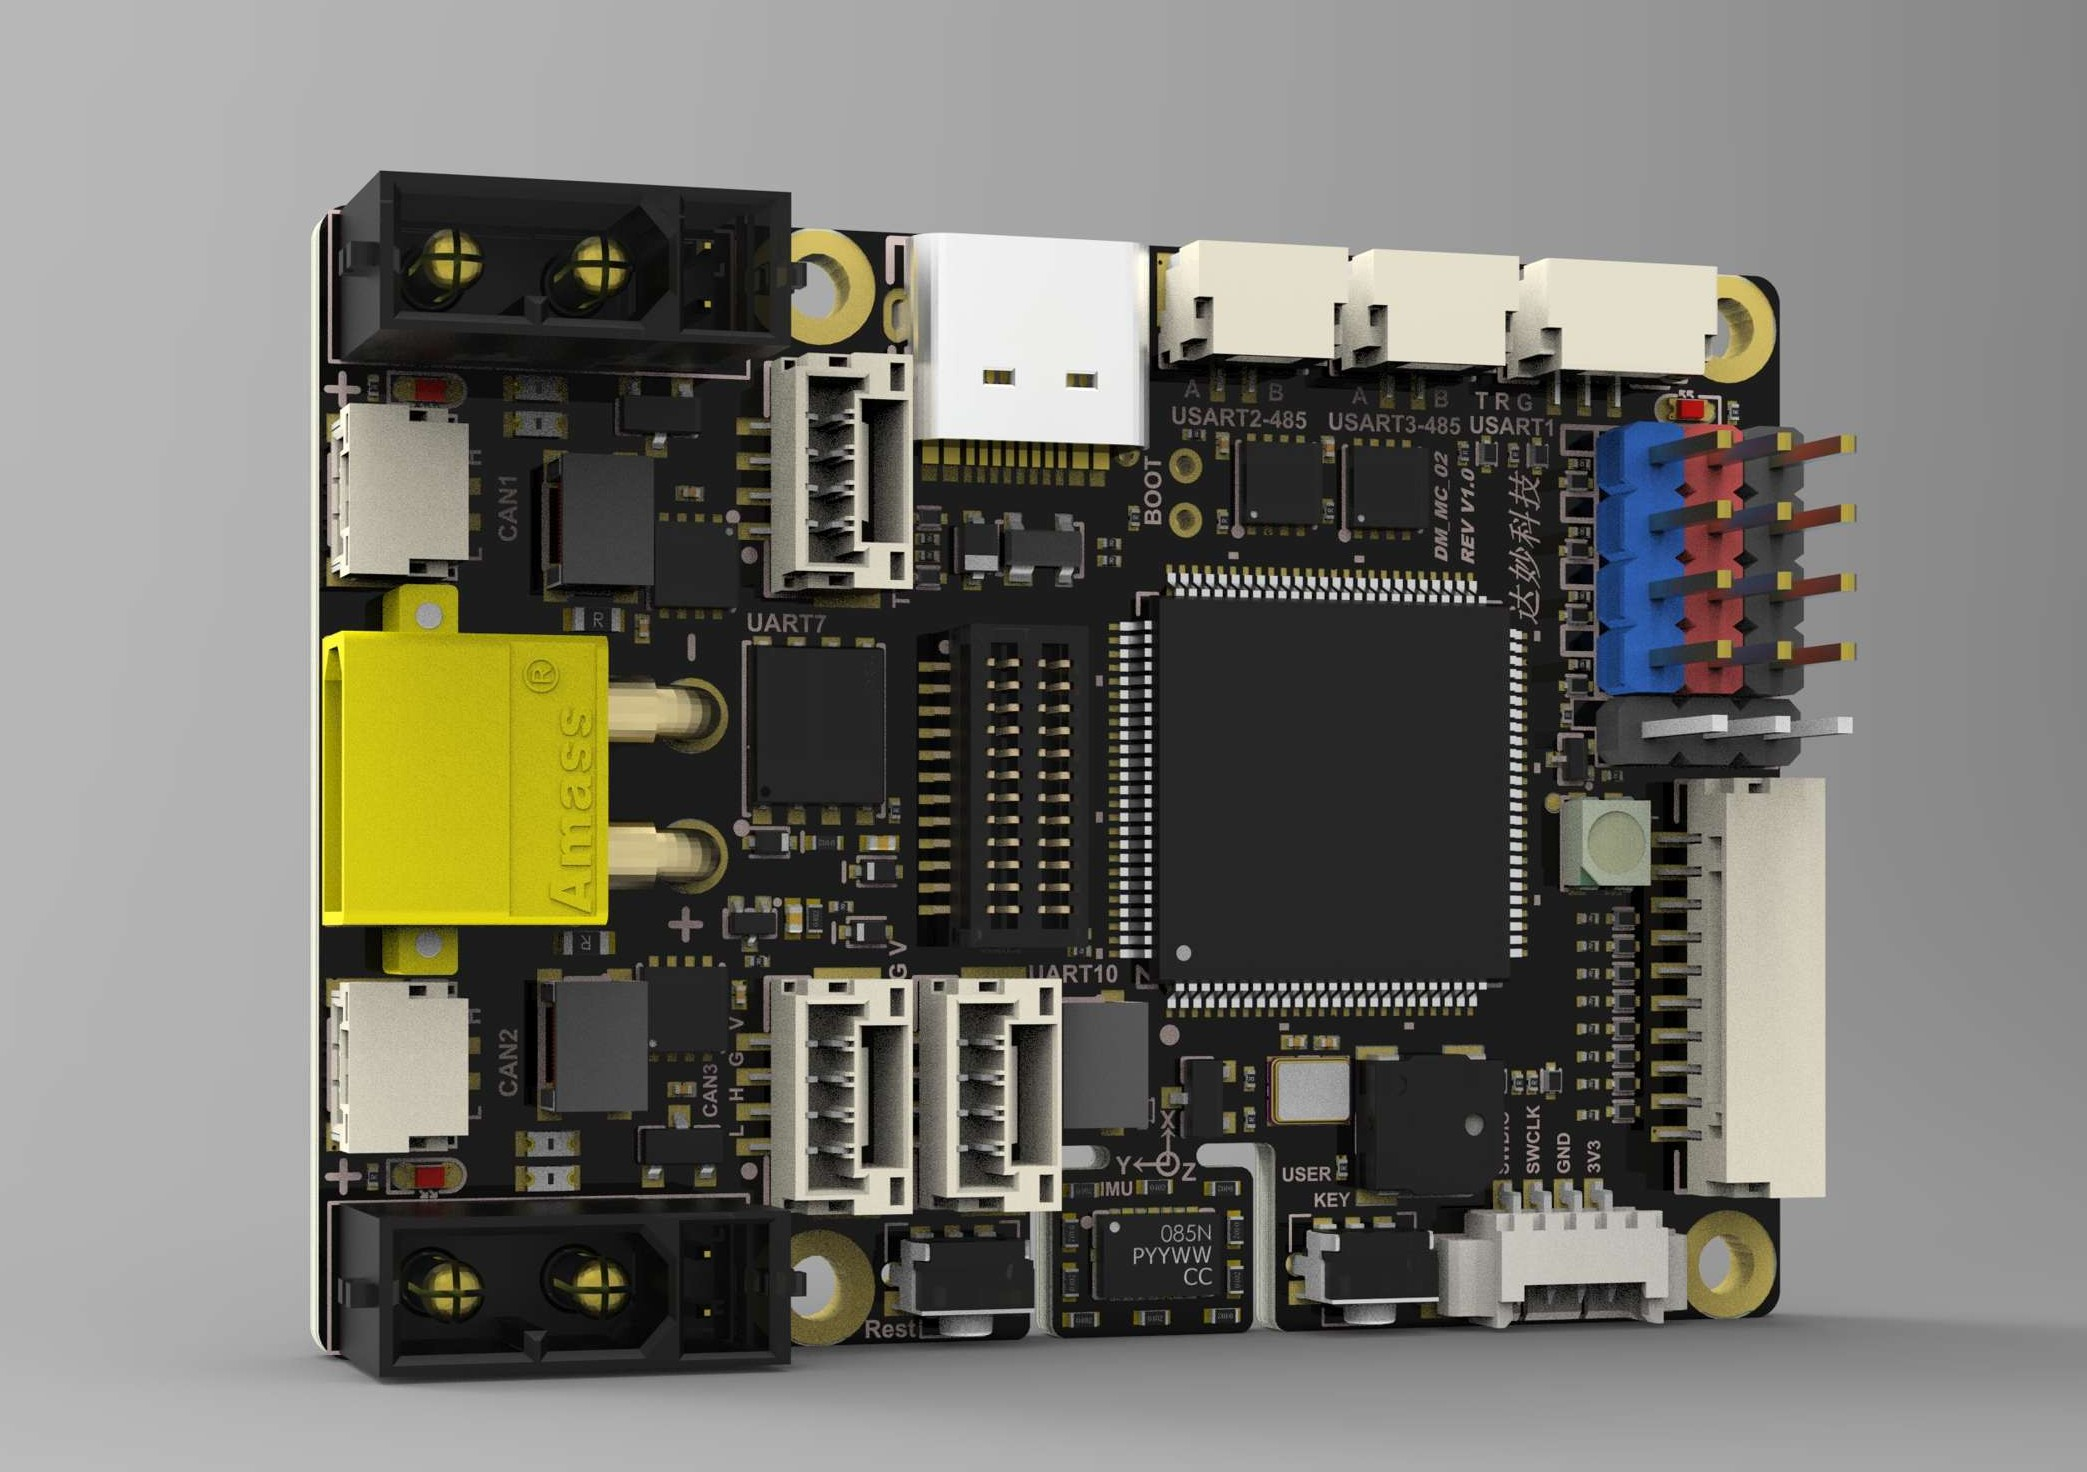 A B
A B
T R G
USART2-485
USART3-485
USART1
H
CAN1
L
BOOT
DM_MC_02
REV V1.0
达妙科技
R
UART7
Amass®
G V
UART10
H
CAN2
L
CAN3
L H G V
X
Y
Z
IMU
USER
KEY
SWCLK
GND
3V3
085N
PYYWW
CC
Rest